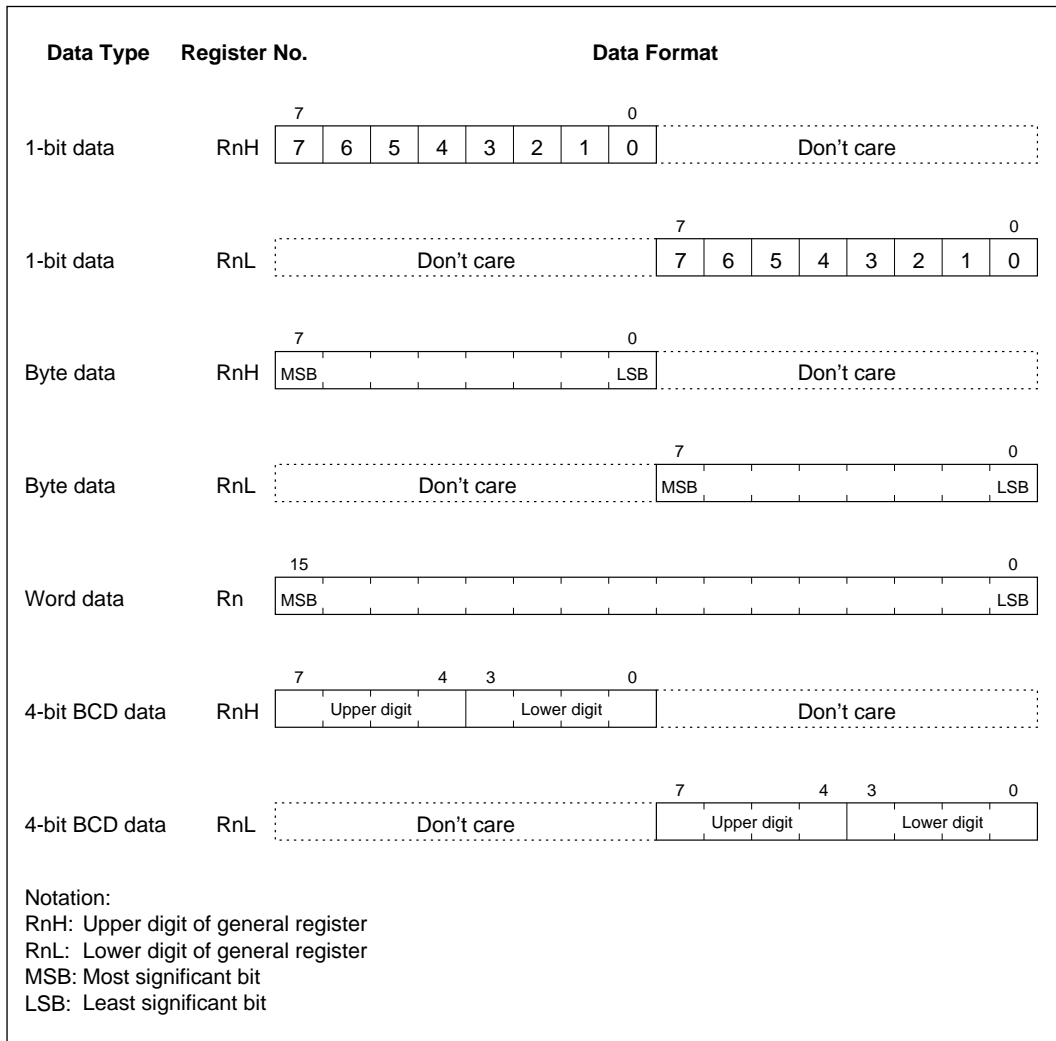 Data Type Register No. Data Format
7 0
1-bit data RnH 7 6 5 4 3 2 1 0 Don't care
7 0
1-bit data RnL Don't care 7 6 5 4 3 2 1 0
7 0
Byte data RnH MSB LSB Don't care
7 0
Byte data RnL Don't care MSB LSB
15 0
Word data Rn MSB LSB
7 4 3 0
4-bit BCD data RnH Upper digit Lower digit Don't care
7 4 3 0
4-bit BCD data RnL Don't care Upper digit Lower digit
Notation:
RnH: Upper digit of general register
RnL: Lower digit of general register
MSB: Most significant bit
LSB: Least significant bit